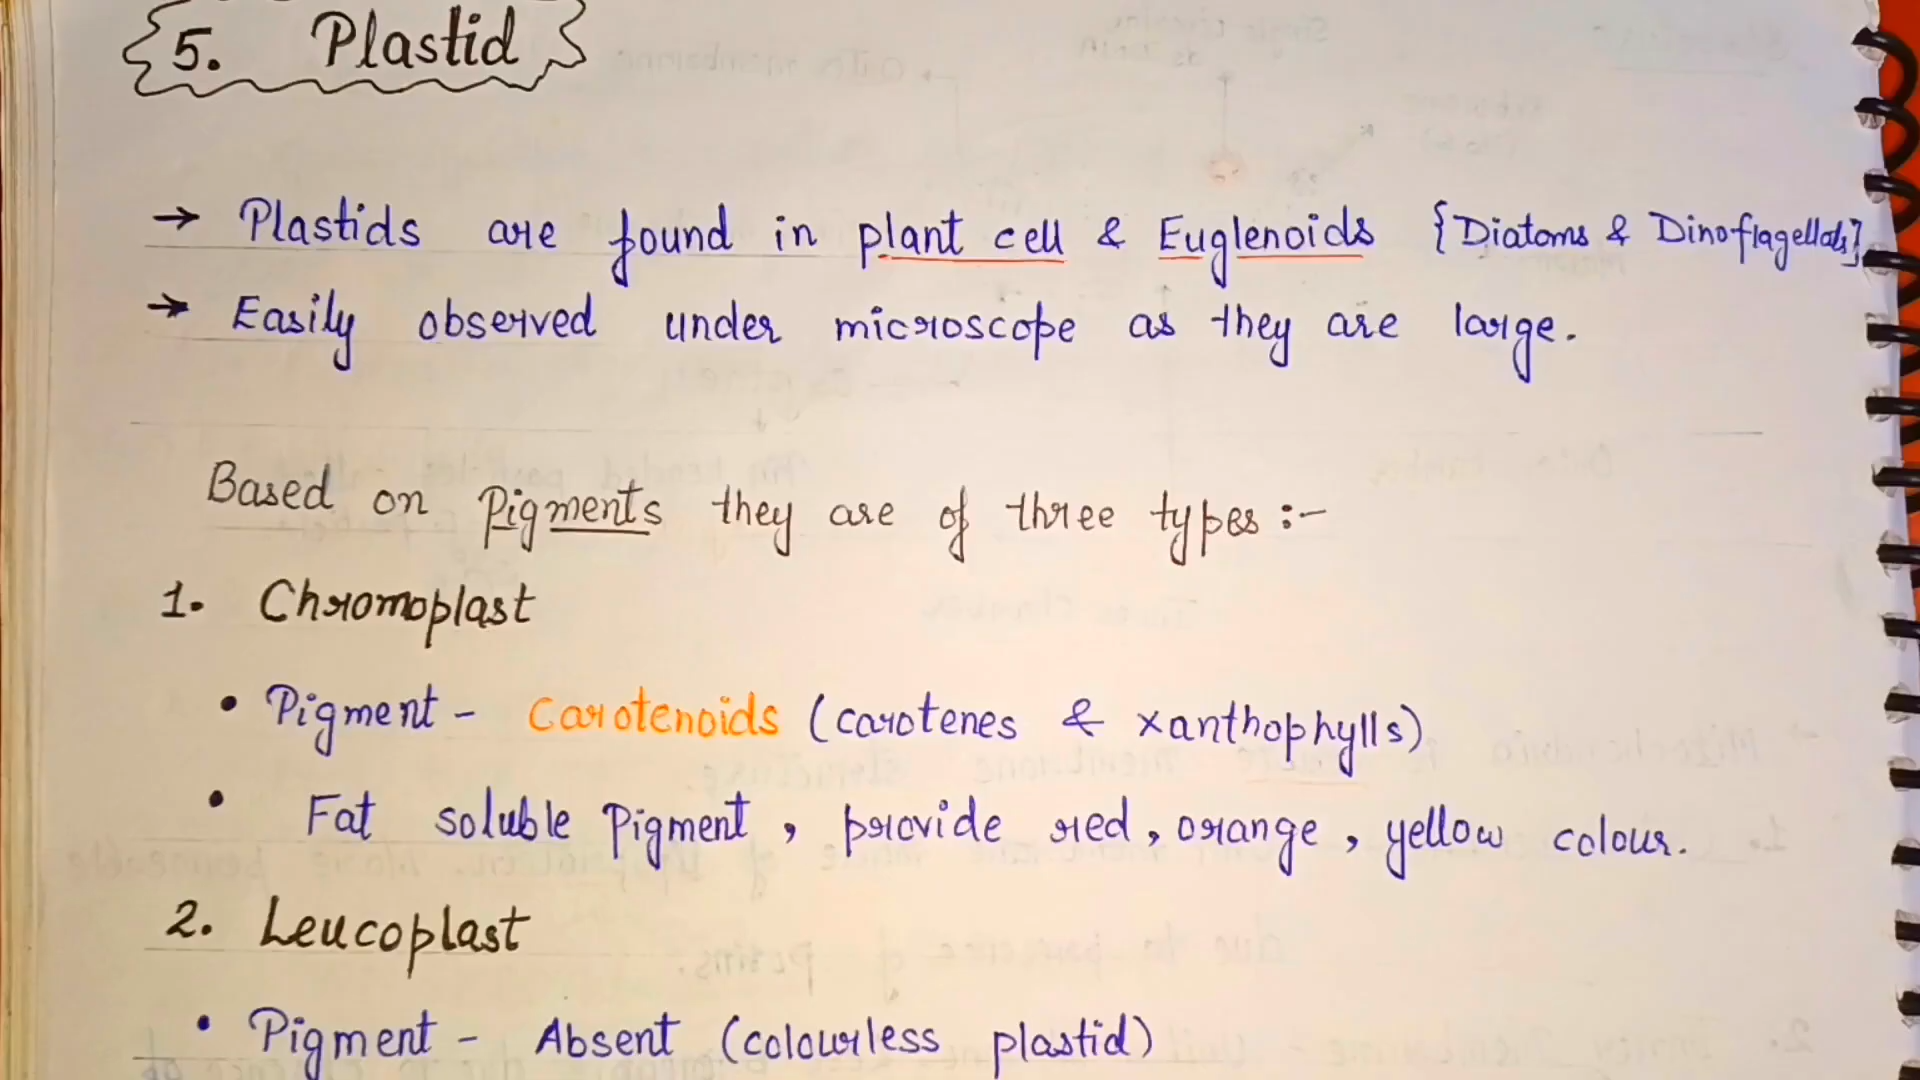 5. Plastid
→ Plastids are found in plant cell & Euglenoids {Diatoms & Dinoflagellats}
→ Easily observed under microscope as they are large.
Based on Pigments they are of three types :-
1. Chromoplast
• Pigment - Carotenoids (carotenes & xanthophylls)
• Fat soluble Pigment, provide red, orange, yellow colour.
2. Leucoplast
• Pigment - Absent (colourless plastid)